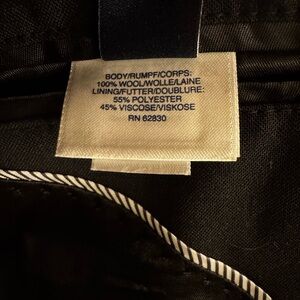 BODY/RUMPF/CORPS:
100% WOOL/WOLLE/LAINE
LINING/FUTTER/DOUBLURE:
55% POLYESTER
45% VISCOSE/VISKOSE
RN 62830